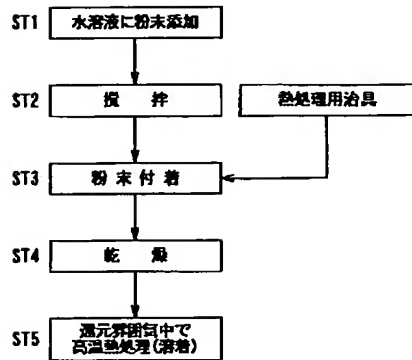 ST1 水溶液に粉末添加
ST2 攪拌 熱処理用治具
ST3 粉末付着
ST4 乾燥
ST5 還元雰囲気中で
高温熱処理(溶着)